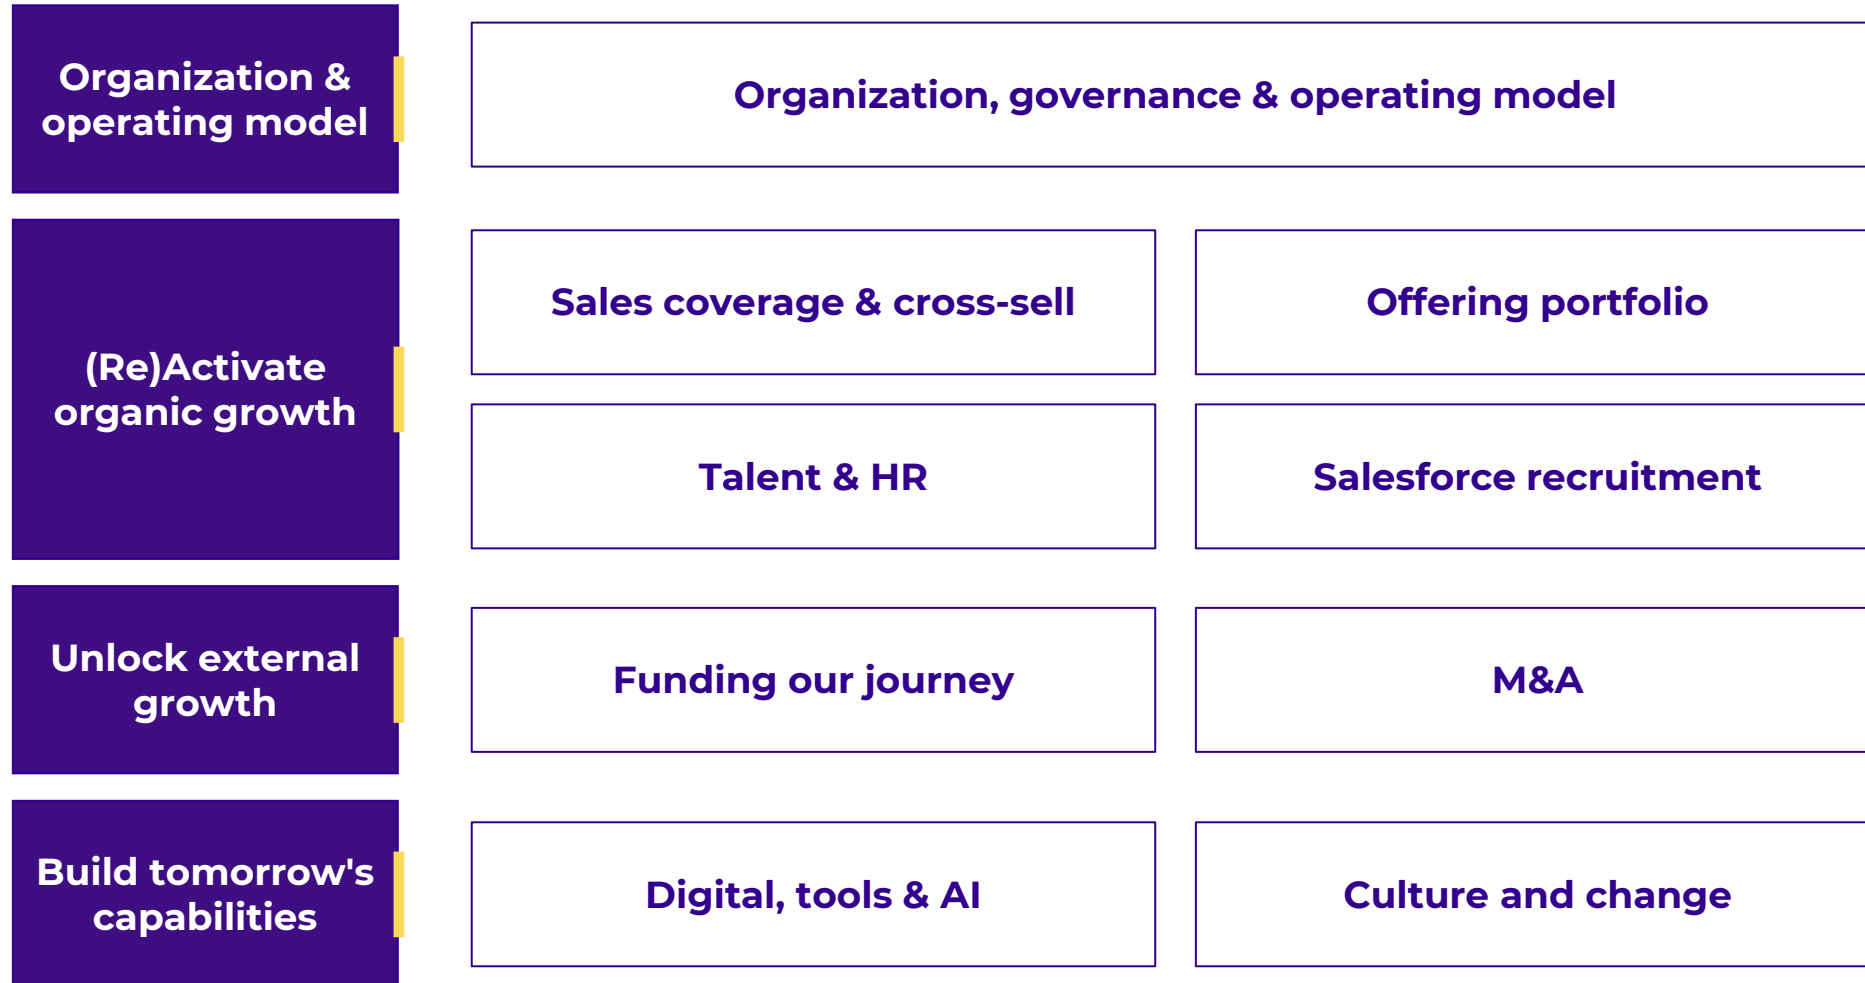 Organization &
operating model
Organization, governance & operating model
(Re)Activate
organic growth
Sales coverage & cross-sell
Offering portfolio
Talent & HR
Salesforce recruitment
Unlock external
growth
Funding our journey
M&A
Build tomorrow's
capabilities
Digital, tools & AI
Culture and change